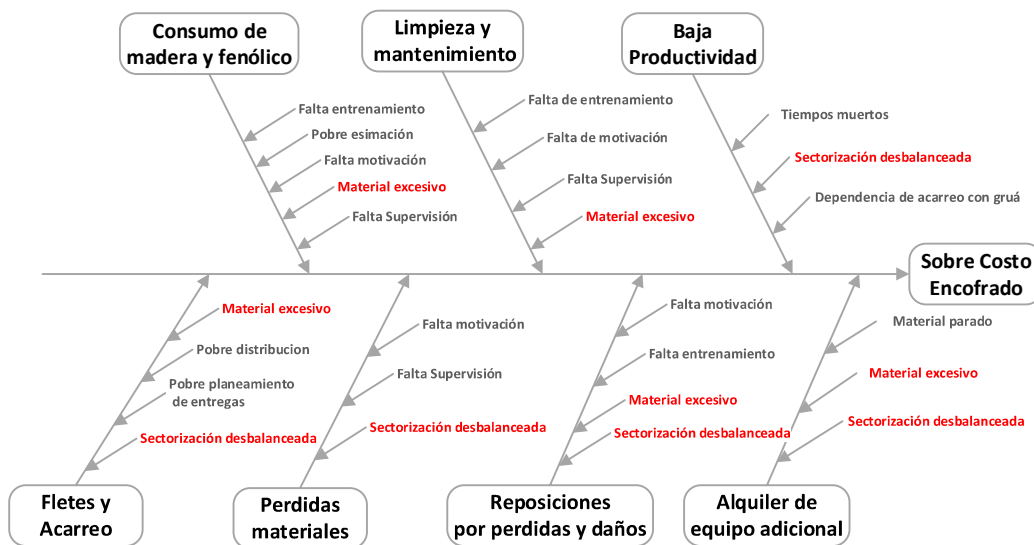 Consumo de
madera y fenólico
Limpieza y
mantenimiento
Baja
Productividad
Falta entrenamiento
Pobre esimación
Falta motivación
Material excesivo
Falta Supervisión
Falta de entrenamiento
Falta de motivación
Falta Supervisión
Material excesivo
Tiempos muertos
Sectorización desbalanceada
Dependencia de acarreo con gruá
Sobre Costo
Encofrado
Material excesivo
Pobre distribucion
Pobre planeamiento
de entregas
Sectorización desbalanceada
Falta motivación
Falta Supervisión
Sectorización desbalanceada
Falta motivación
Falta entrenamiento
Material excesivo
Sectorización desbalanceada
Material parado
Material excesivo
Sectorización desbalanceada
Fletes y
Acarreo
Perdidas
materiales
Reposiciones
por perdidas y daños
Alquiler de
equipo adicional